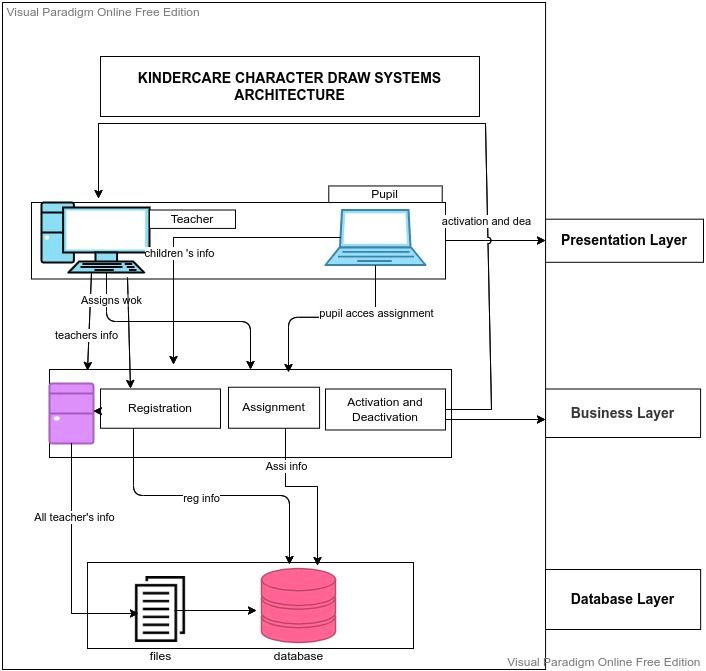 Visual Paradigm Online Free Edition
KINDERCARE CHARACTER DRAW SYSTEMS
ARCHITECTURE
Pupil
Teacher
activation and dea
Presentation Layer
children 's info
Assigns wok
pupil acces assignment
teachers info
Registration
Assignment
Activation and
Deactivation
Business Layer
Assi info
reg info
All teacher's info
Database Layer
files
database
Visual Paradigm Online Free Edition